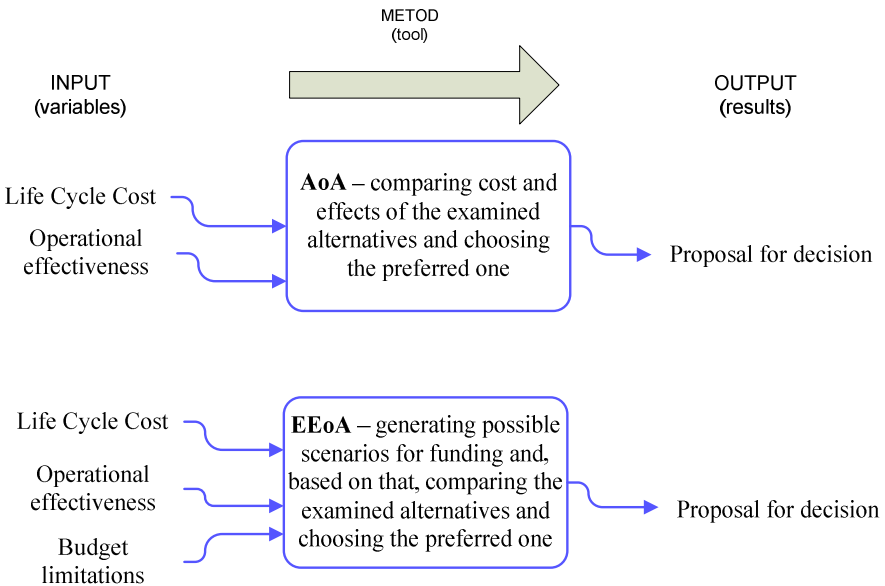 METOD
(tool)
INPUT
(variables)
OUTPUT
(results)
Life Cycle Cost
Operational
effectiveness
AoA – comparing cost and
effects of the examined
alternatives and choosing
the preferred one
Proposal for decision
Life Cycle Cost
Operational
effectiveness
Budget
limitations
EEoA – generating possible
scenarios for funding and,
based on that, comparing the
examined alternatives and
choosing the preferred one
Proposal for decision